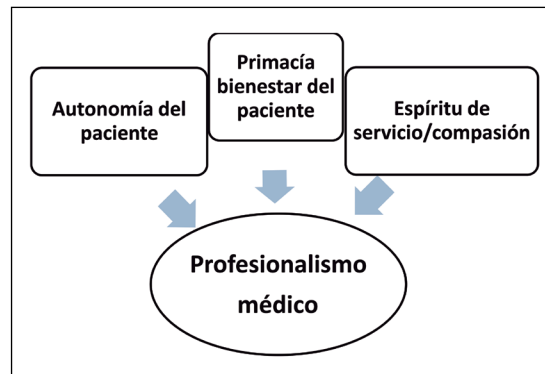 Autonomía del
paciente
Primacía
bienestar del
paciente
Espíritu de
servicio/compasión
Profesionalismo
médico